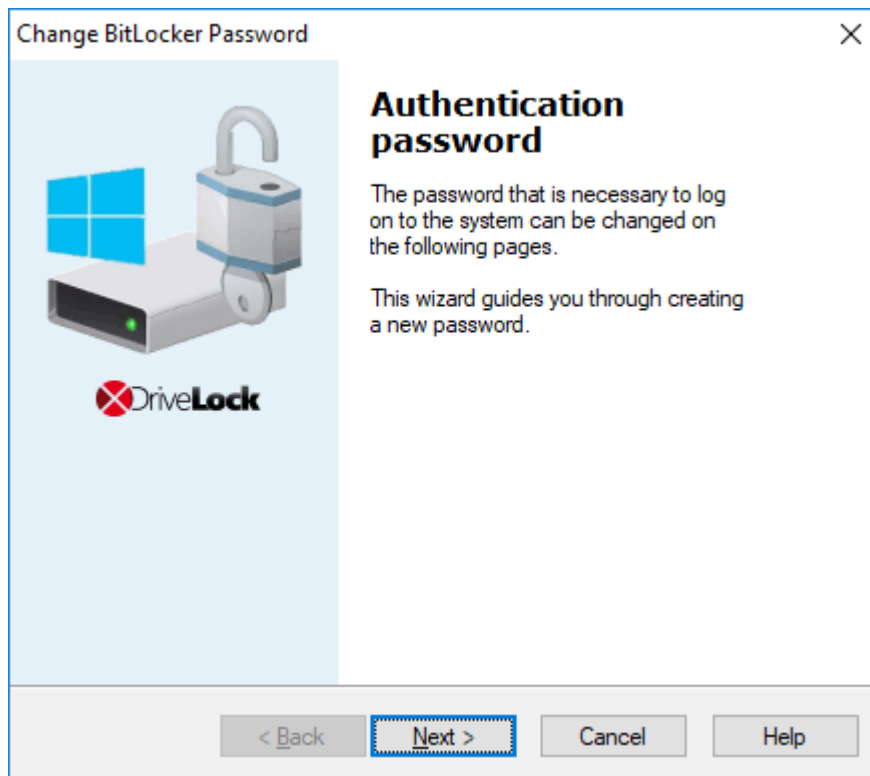 Change BitLocker Password
Authentication
password
The password that is necessary to log
on to the system can be changed on
the following pages.
This wizard guides you through creating
a new password.
DriveLock
< Back
Next >
Cancel
Help